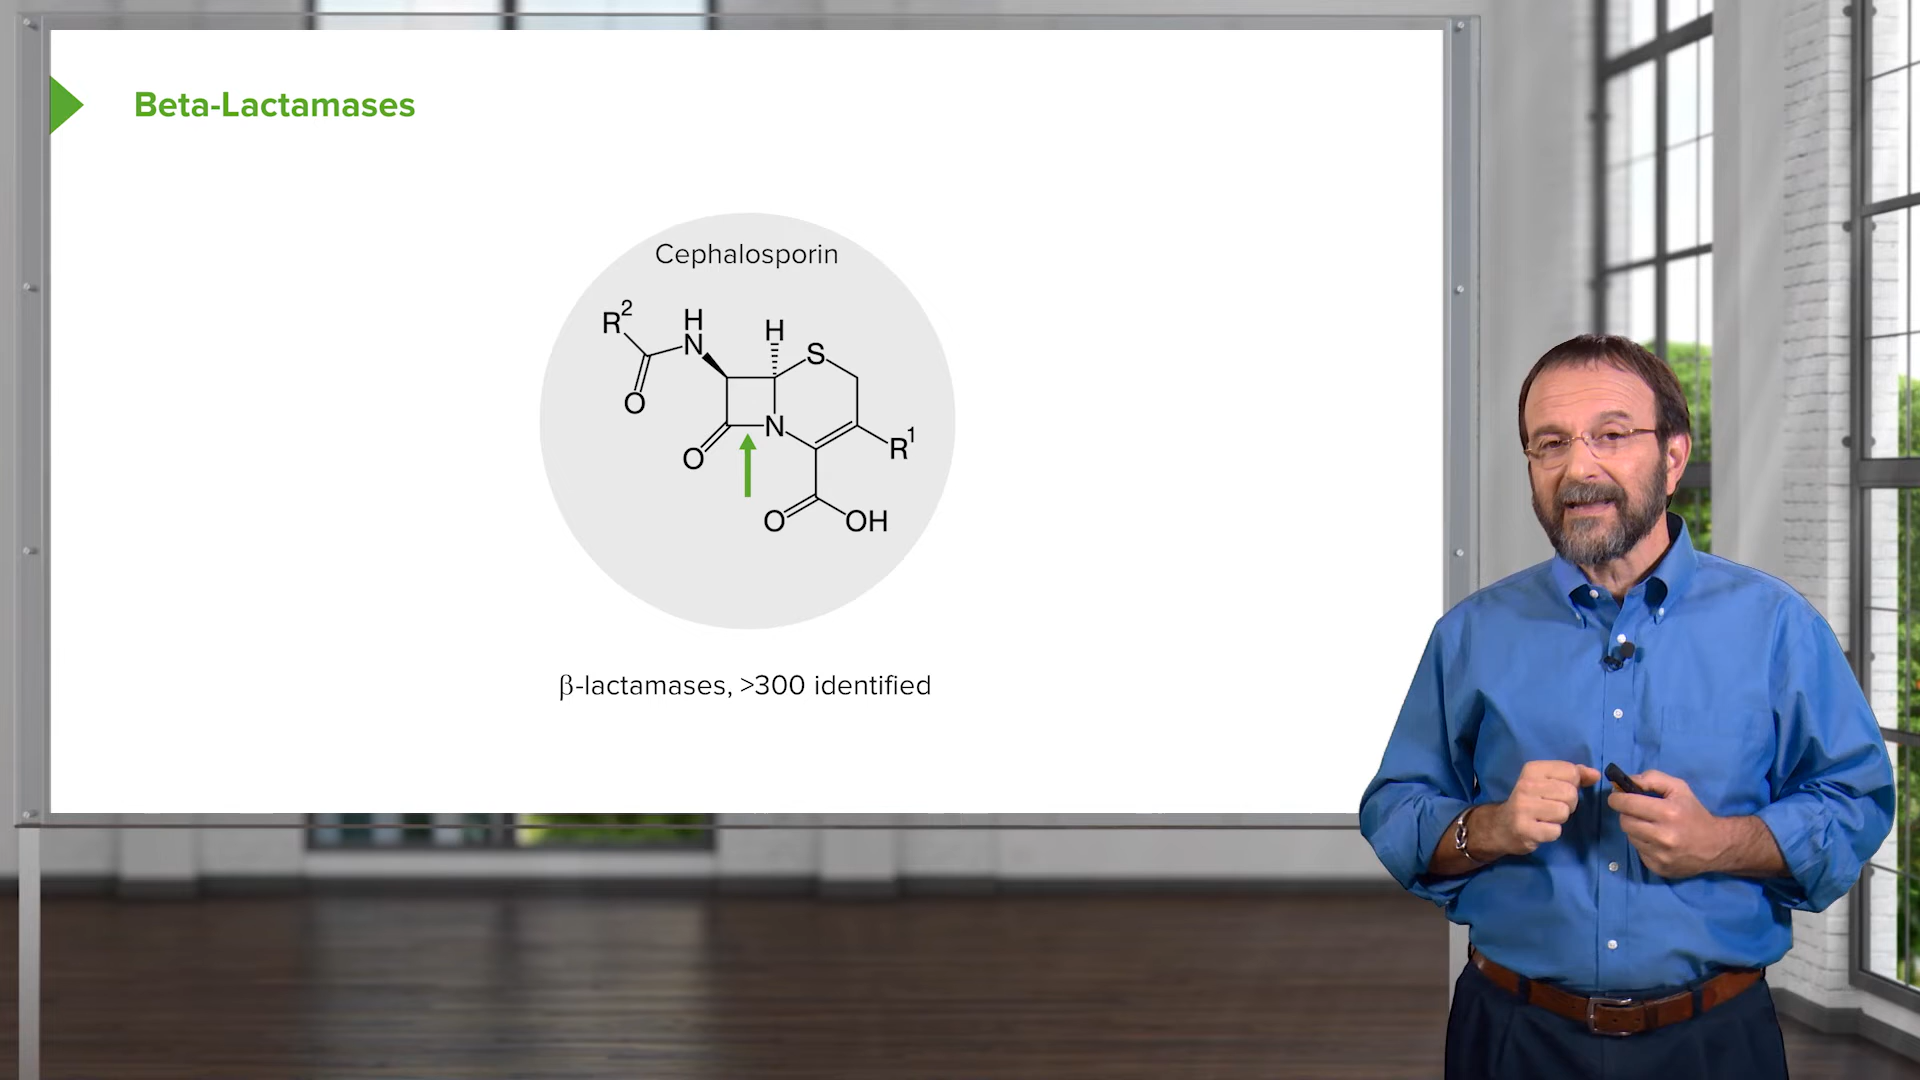 Beta-Lactamases
Cephalosporin
R²
H
N
H
S
O
N
O
R¹
O
OH
β-lactamases, >300 identified